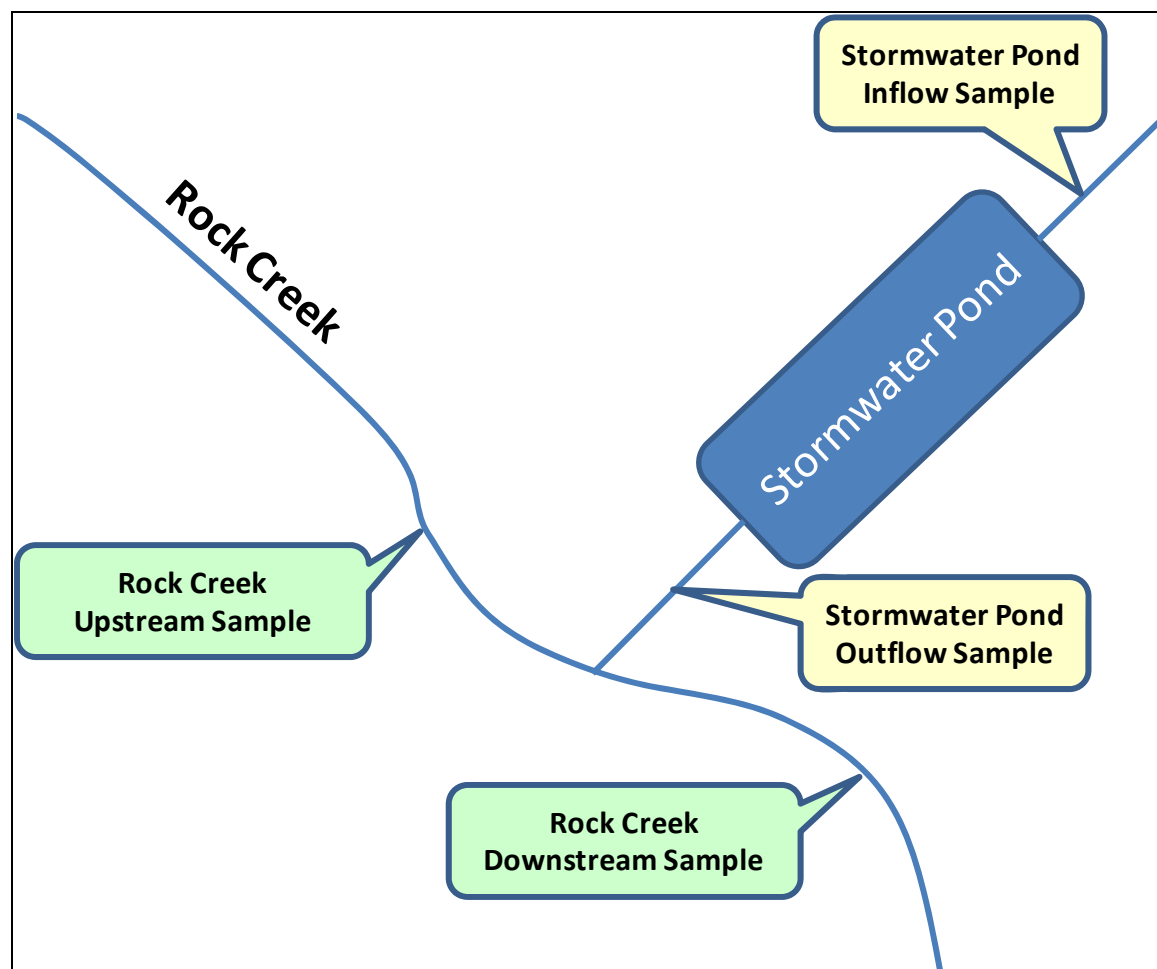 Stormwater Pond
Inflow Sample
Rock Creek
Stormwater Pond
Rock Creek
Upstream Sample
Stormwater Pond
Outflow Sample
Rock Creek
Downstream Sample